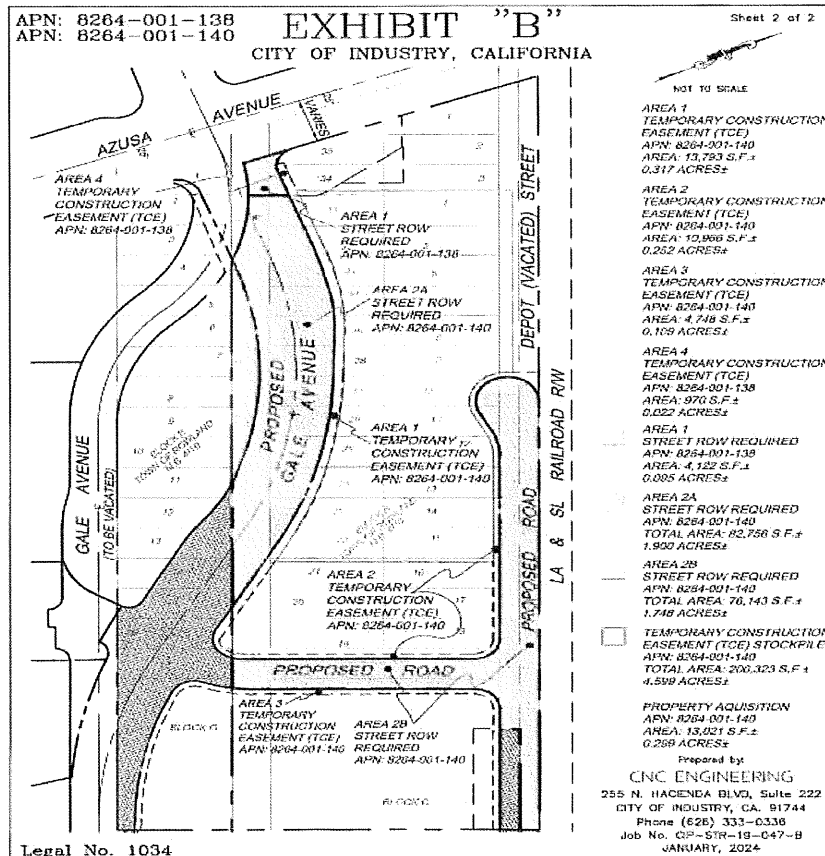 APN: 8264-001-138
APN: 8264-001-140
EXHIBIT "B"
CITY OF INDUSTRY, CALIFORNIA
Sheet 2 of 2
NOT TO SCALE
AZUSA AVENUE
VARIES
AREA 4
TEMPORARY
CONSTRUCTION
EASEMENT (TCE)
APN: 8264-001-138
AREA 1
STREET ROW
REQUIRED
APN: 8264-001-138
AREA 2A
STREET ROW
REQUIRED
APN: 8264-001-140
AREA 1
TEMPORARY
CONSTRUCTION
EASEMENT (TCE)
APN: 8264-001-140
PROPOSED
GALE AVENUE
GALE AVENUE
(TO BE VACATED)
TOWN OF ROWLAND
DEPOT (VACATED) STREET
LA & SL RAILROAD R/W
PROPOSED ROAD
AREA 2
TEMPORARY
CONSTRUCTION
EASEMENT (TCE)
APN: 8264-001-140
PROPOSED ROAD
AREA 3
TEMPORARY
CONSTRUCTION
EASEMENT (TCE)
APN: 8264-001-140
AREA 2B
STREET ROW
REQUIRED
APN: 8264-001-140
AREA 1
TEMPORARY CONSTRUCTION
EASEMENT (TCE)
APN: 8264-001-140
AREA: 13,793 S.F.±
0.317 ACRES±
AREA 2
TEMPORARY CONSTRUCTION
EASEMENT (TCE)
APN: 8264-001-140
AREA: 10,966 S.F.±
0.252 ACRES±
AREA 3
TEMPORARY CONSTRUCTION
EASEMENT (TCE)
APN: 8264-001-140
AREA: 4,748 S.F.±
0.109 ACRES±
AREA 4
TEMPORARY CONSTRUCTION
EASEMENT (TCE)
APN: 8264-001-138
AREA: 970 S.F.±
0.022 ACRES±
AREA 1
STREET ROW REQUIRED
APN: 8264-001-138
AREA: 4,122 S.F.±
0.095 ACRES±
AREA 2A
STREET ROW REQUIRED
APN: 8264-001-140
TOTAL AREA: 82,756 S.F.±
1.900 ACRES±
AREA 2B
STREET ROW REQUIRED
APN: 8264-001-140
TOTAL AREA: 76,143 S.F.±
1.748 ACRES±
TEMPORARY CONSTRUCTION
EASEMENT (TCE) STOCKPILE
APN: 8264-001-140
TOTAL AREA: 200,323 S.F.±
4.599 ACRES±
PROPERTY AQUISITION
APN: 8264-001-140
AREA: 13,021 S.F.±
0.299 ACRES±
Prepared by:
CNC ENGINEERING
255 N. HACIENDA BLVD, Suite 222
CITY OF INDUSTRY, CA. 91744
Phone (626) 333-0336
Job No. GP-STR-19-047-B
JANUARY, 2024
Legal No. 1034